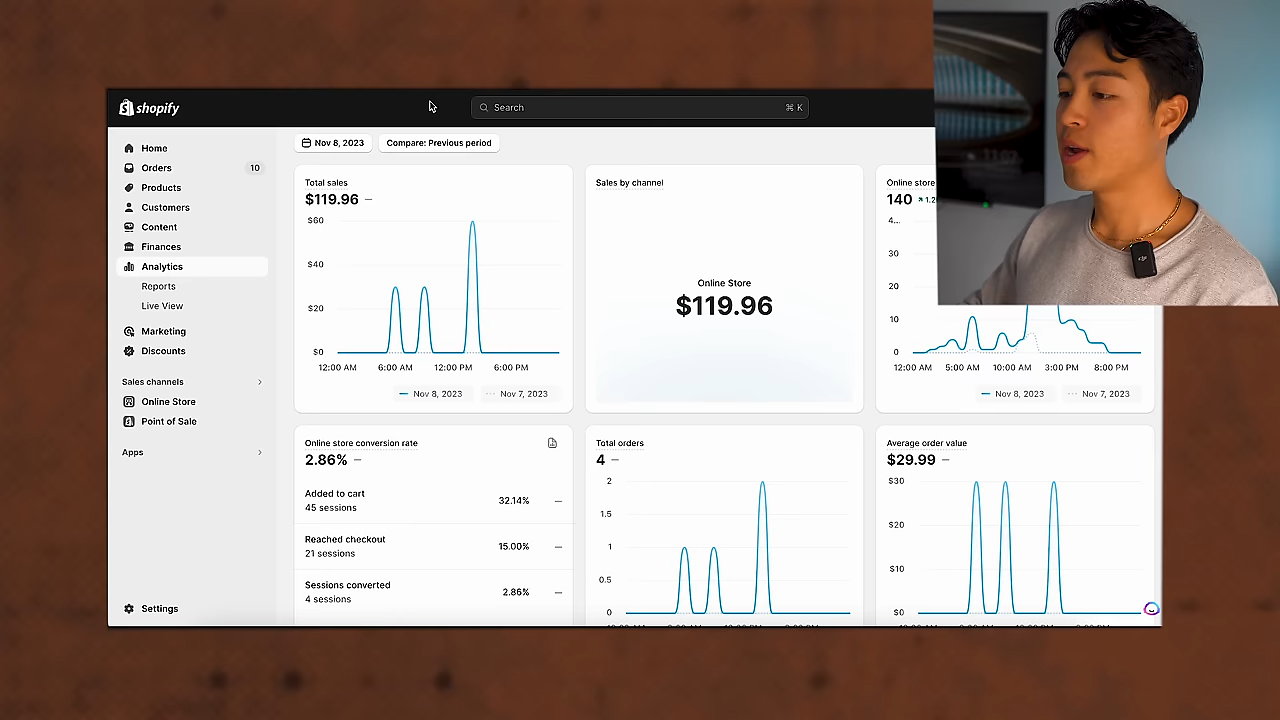 shopify
Search
⌘ K
Home
Orders 10
Products
Customers
Content
Finances
Analytics
Reports
Live View
Marketing
Discounts
Sales channels
Online Store
Point of Sale
Apps
Settings
Nov 8, 2023 Compare: Previous period
Total sales
$119.96 —
$60
$40
$20
$0
12:00 AM 6:00 AM 12:00 PM 6:00 PM
Nov 8, 2023 Nov 7, 2023
Sales by channel
Online Store
$119.96
Online store
140 ↗ 1.2
4...
30
20
10
0
12:00 AM 5:00 AM 10:00 AM 3:00 PM 8:00 PM
Nov 8, 2023 Nov 7, 2023
Online store conversion rate
2.86% —
Added to cart 32.14% —
45 sessions
Reached checkout 15.00% —
21 sessions
Sessions converted 2.86% —
4 sessions
Total orders
4 —
2
1.5
1
0.5
0
Average order value
$29.99 —
$30
$20
$10
$0